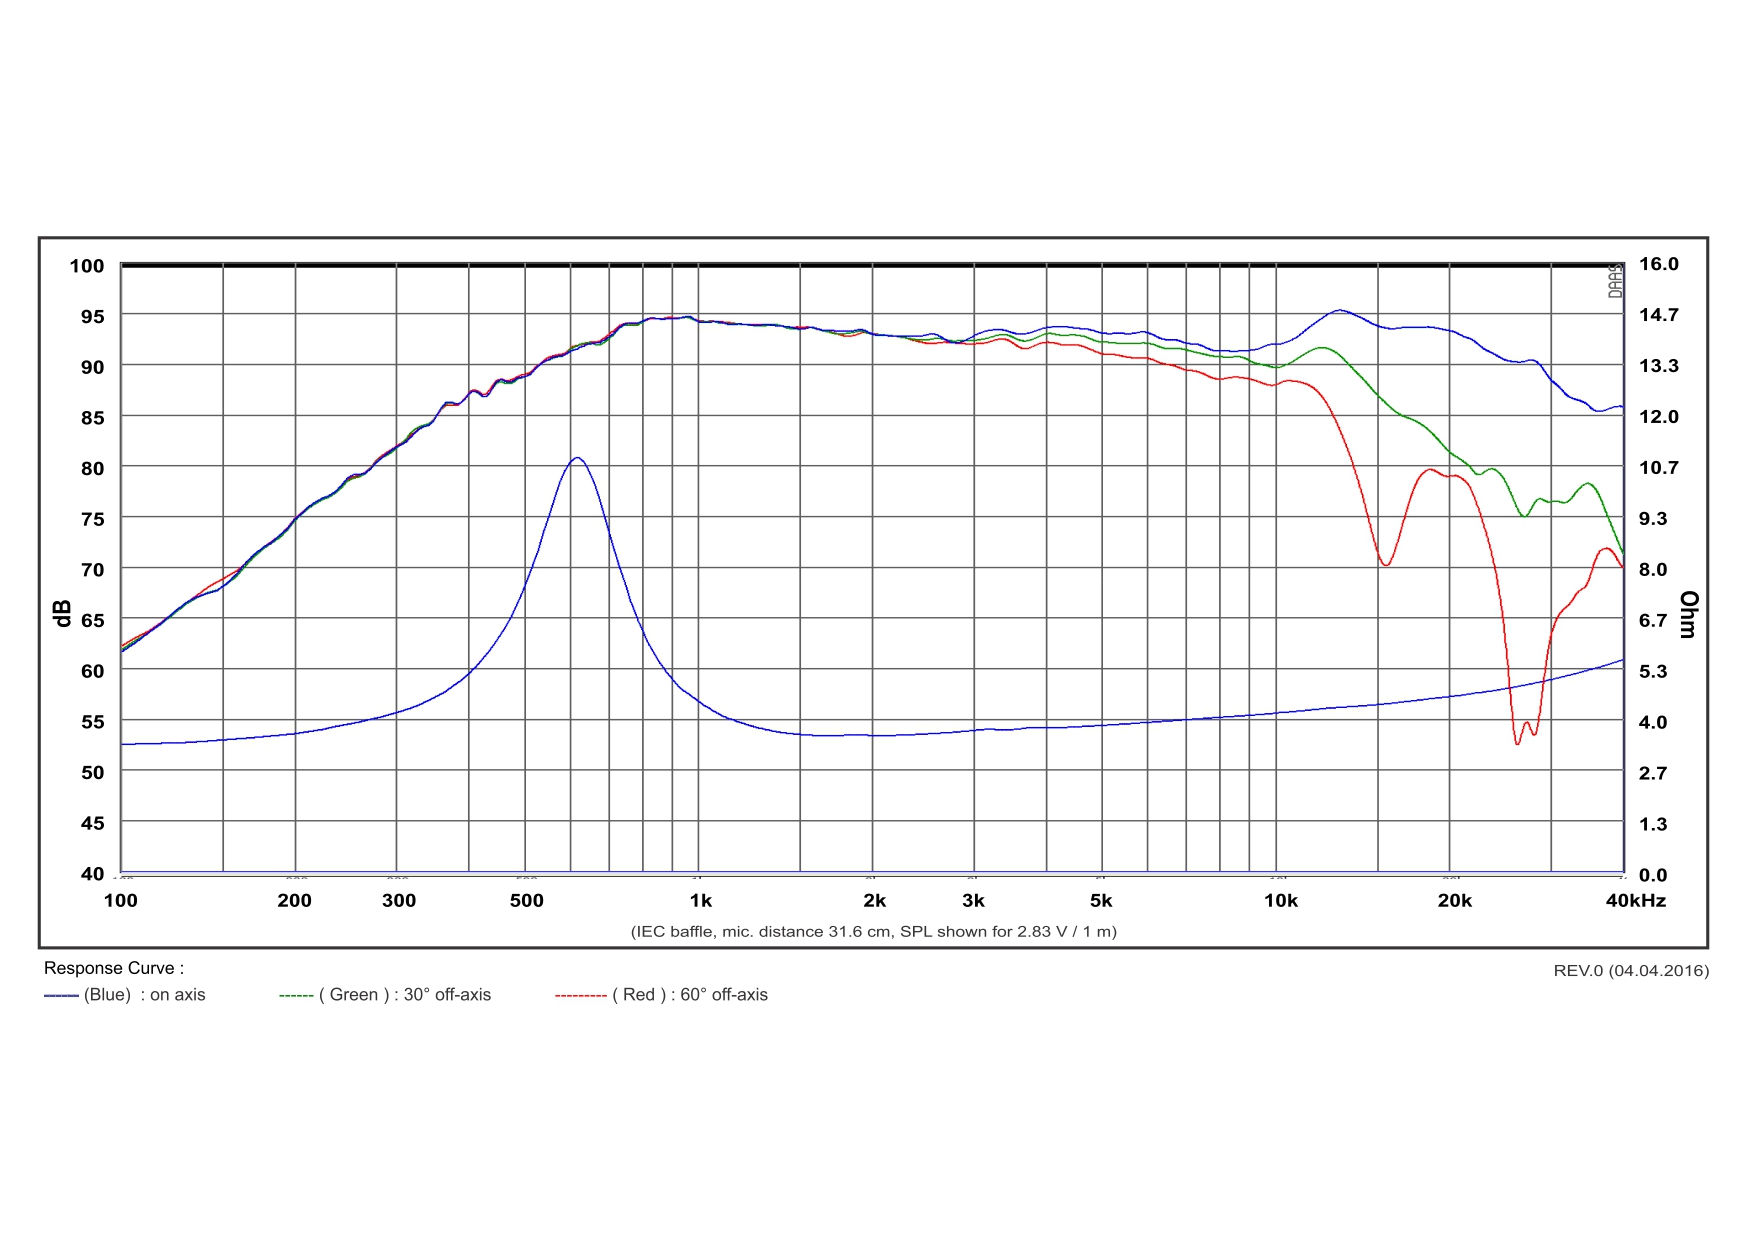 100 16.0
DAAS
95 14.7
90 13.3
85 12.0
80 10.7
75 9.3
70 8.0
dB Ohm
65 6.7
60 5.3
55 4.0
50 2.7
45 1.3
40 0.0
100 200 300 500 1k 2k 3k 5k 10k 20k 40kHz
(IEC baffle, mic. distance 31.6 cm, SPL shown for 2.83 V / 1 m)
Response Curve : REV.0 (04.04.2016)
(Blue) : on axis ( Green ) : 30° off-axis ( Red ) : 60° off-axis